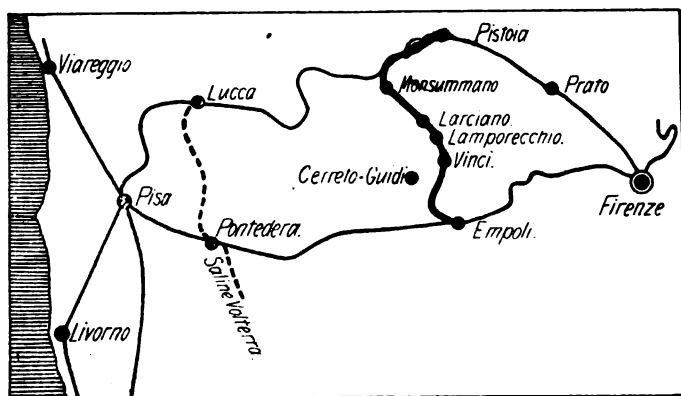 Pistoia
Viareggio
Monsummano
Prato
Lucca
Larciano.
Lamporecchio.
Vinci.
Cerreto-Guidi
Pisa
Firenze
Pontedera.
Empoli.
Saline Volterra.
Livorno